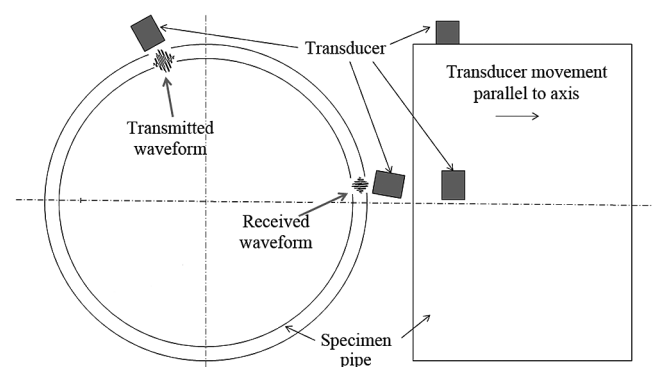 Transducer
Transducer movement
parallel to axis
Transmitted
waveform
Received
waveform
Specimen
pipe